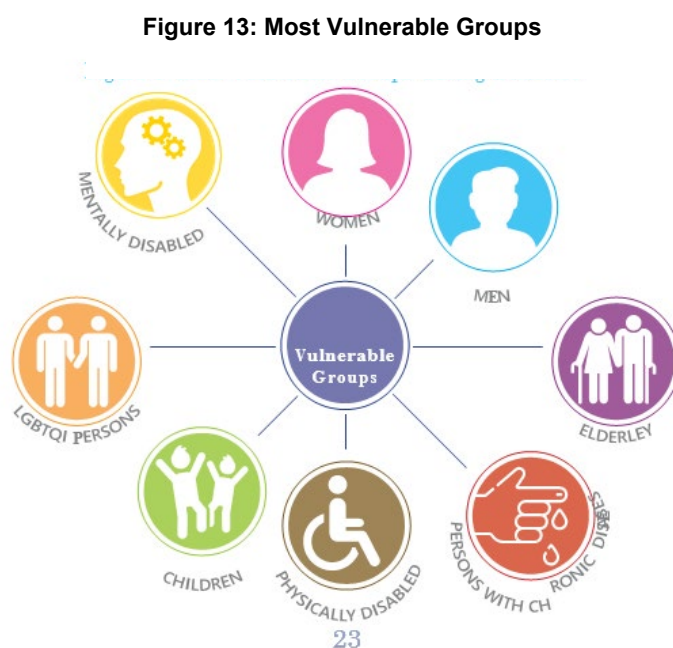 Figure 13: Most Vulnerable Groups
MENTALLY DISABLED
WOMEN
MEN
LGBTQI PERSONS
Vulnerable
Groups
ELDERLEY
CHILDREN
PHYSICALLY DISABLED
PERSONS WITH CH
RONIC
23